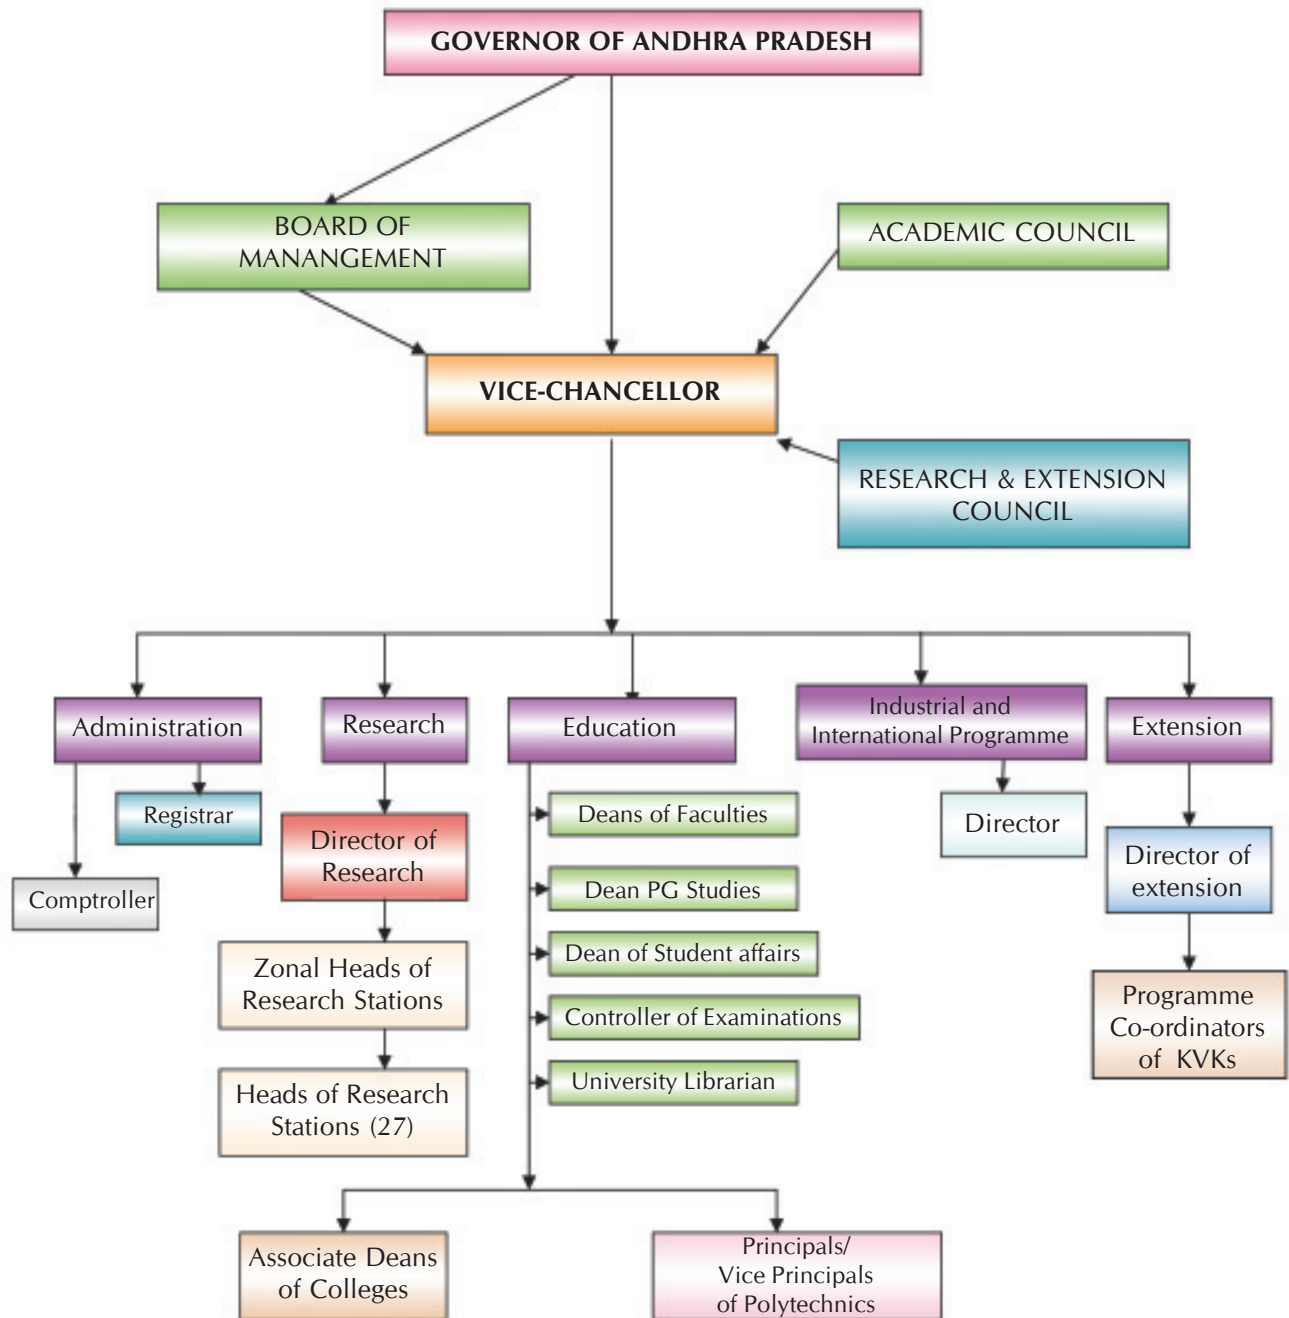 GOVERNOR OF ANDHRA PRADESH
BOARD OF
MANANGEMENT
ACADEMIC COUNCIL
VICE-CHANCELLOR
RESEARCH & EXTENSION
COUNCIL
Administration
Research
Education
Industrial and
International Programme
Extension
Registrar
Comptroller
Director of
Research
Zonal Heads of
Research Stations
Heads of Research
Stations (27)
Deans of Faculties
Dean PG Studies
Dean of Student affairs
Controller of Examinations
University Librarian
Director
Director of
extension
Programme
Co-ordinators
of KVKs
Associate Deans
of Colleges
Principals/
Vice Principals
of Polytechnics